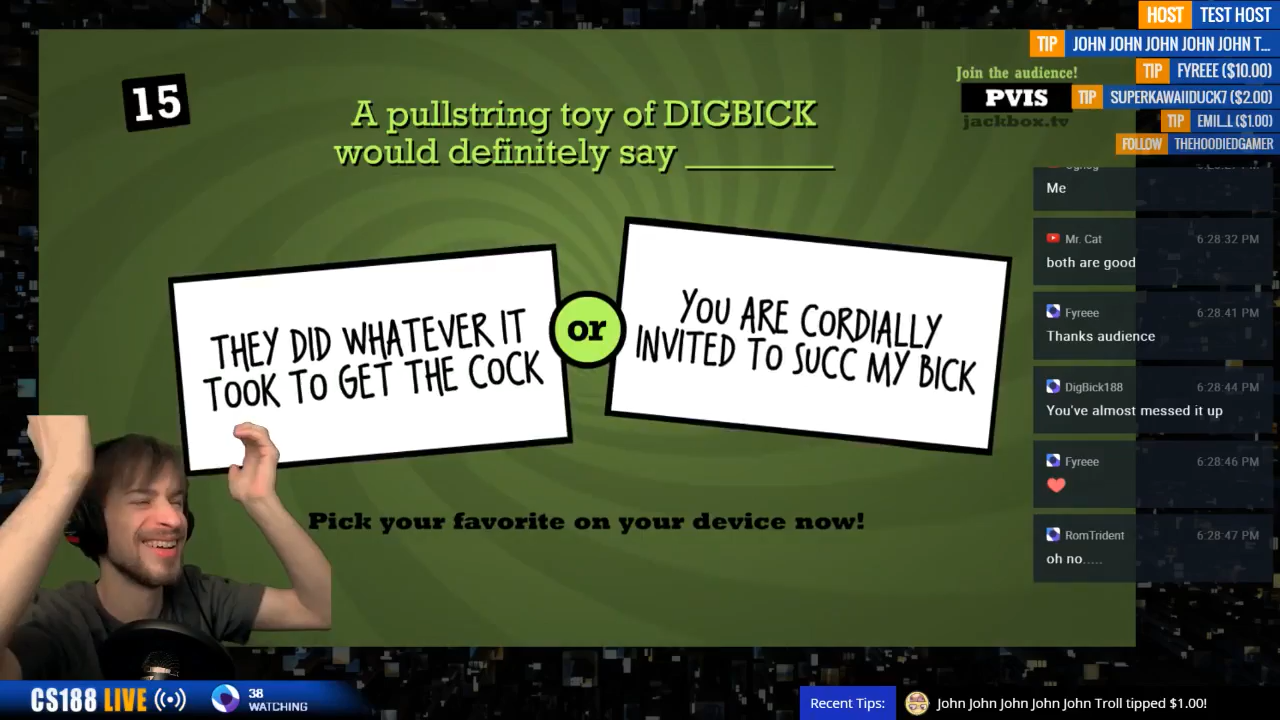 HOST TEST HOST
TIP JOHN JOHN JOHN JOHN JOHN T...
TIP FYREEE ($10.00)
TIP SUPERKAWAIIDUCK7 ($2.00)
TIP EMIL_L ($1.00)
FOLLOW THEHOODIEDGAMER
15
A pullstring toy of DIGBICK
would definitely say ________
Join the audience!
PVIS
jackbox.tv
THEY DID WHATEVER IT
TOOK TO GET THE COCK
or
YOU ARE CORDIALLY
INVITED TO SUCC MY BICK
Pick your favorite on your device now!
Me
Mr. Cat 6:28:32 PM
both are good
Fyreee 6:28:41 PM
Thanks audience
DigBick188 6:28:44 PM
You've almost messed it up
Fyreee 6:28:46 PM
RomTrident 6:28:47 PM
oh no.....
CS188 LIVE
38
WATCHING
Recent Tips: John John John John John Troll tipped $1.00!